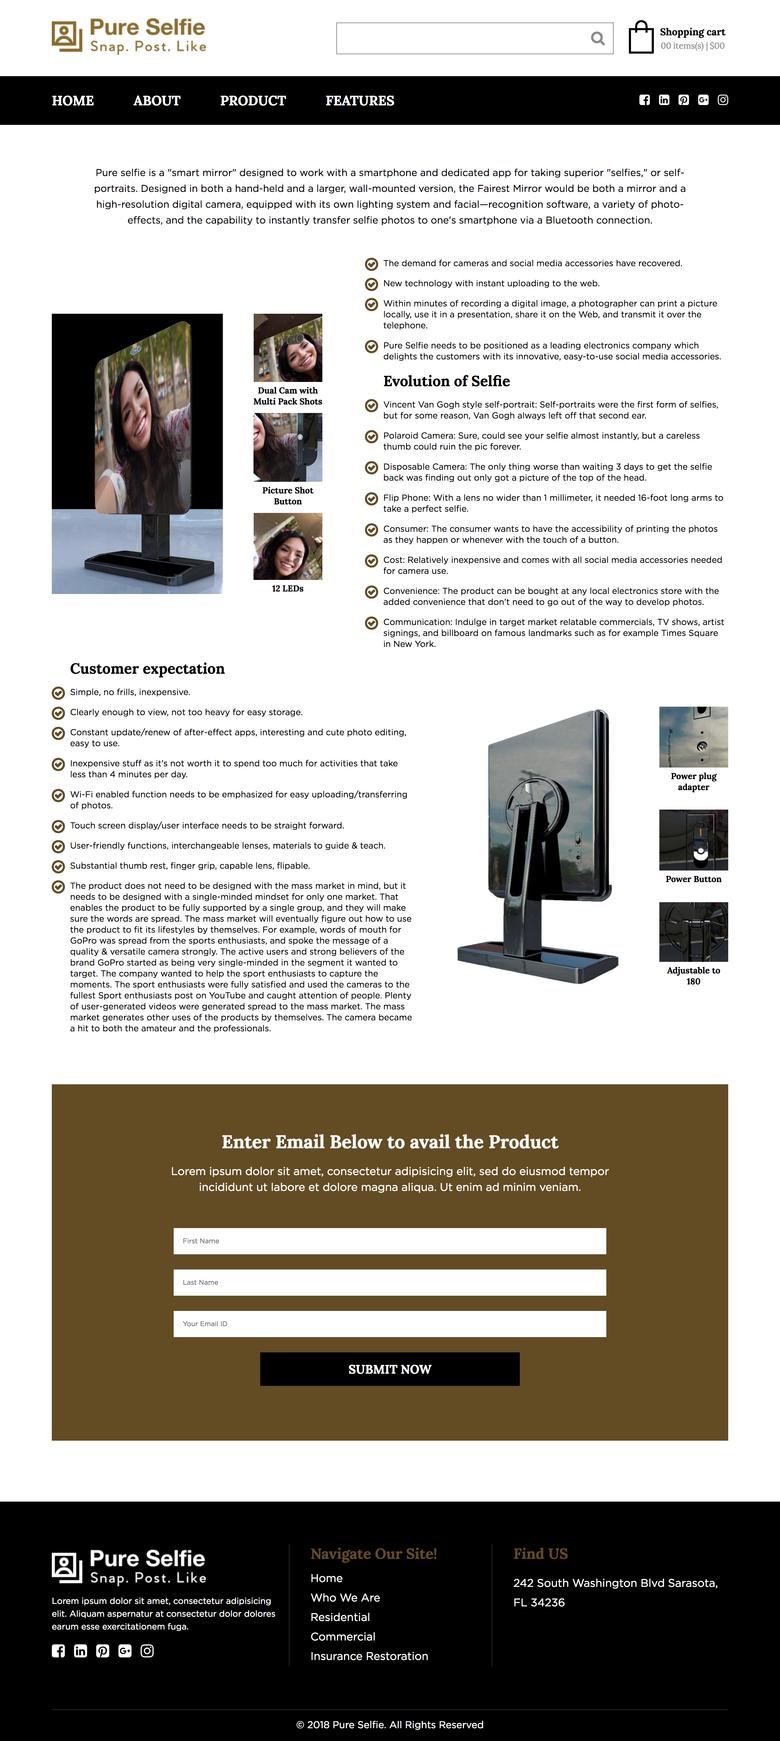 Pure Selfie
Snap. Post. Like
Shopping cart
00 items(s) | $00
HOME
ABOUT
PRODUCT
FEATURES
Pure selfie is a "smart mirror" designed to work with a smartphone and dedicated app for taking superior "selfies," or self-
portraits. Designed in both a hand-held and a larger, wall-mounted version, the Fairest Mirror would be both a mirror and a
high-resolution digital camera, equipped with its own lighting system and facial—recognition software, a variety of photo-
effects, and the capability to instantly transfer selfie photos to one's smartphone via a Bluetooth connection.
Dual Cam with
Multi Pack Shots
Picture Shot
Button
12 LEDs
The demand for cameras and social media accessories have recovered.
New technology with instant uploading to the web.
Within minutes of recording a digital image, a photographer can print a picture
locally, use it in a presentation, share it on the Web, and transmit it over the
telephone.
Pure Selfie needs to be positioned as a leading electronics company which
delights the customers with its innovative, easy-to-use social media accessories.
Evolution of Selfie
Vincent Van Gogh style self-portrait: Self-portraits were the first form of selfies,
but for some reason, Van Gogh always left off that second ear.
Polaroid Camera: Sure, could see your selfie almost instantly, but a careless
thumb could ruin the pic forever.
Disposable Camera: The only thing worse than waiting 3 days to get the selfie
back was finding out only got a picture of the top of the head.
Flip Phone: With a lens no wider than 1 millimeter, it needed 16-foot long arms to
take a perfect selfie.
Consumer: The consumer wants to have the accessibility of printing the photos
as they happen or whenever with the touch of a button.
Cost: Relatively inexpensive and comes with all social media accessories needed
for camera use.
Convenience: The product can be bought at any local electronics store with the
added convenience that don't need to go out of the way to develop photos.
Communication: Indulge in target market relatable commercials, TV shows, artist
signings, and billboard on famous landmarks such as for example Times Square
in New York.
Customer expectation
Simple, no frills, inexpensive.
Clearly enough to view, not too heavy for easy storage.
Constant update/renew of after-effect apps, interesting and cute photo editing,
easy to use.
Inexpensive stuff as it's not worth it to spend too much for activities that take
less than 4 minutes per day.
Wi-Fi enabled function needs to be emphasized for easy uploading/transferring
of photos.
Touch screen display/user interface needs to be straight forward.
User-friendly functions, interchangeable lenses, materials to guide & teach.
Substantial thumb rest, finger grip, capable lens, flipable.
The product does not need to be designed with the mass market in mind, but it
needs to be designed with a single-minded mindset for only one market. That
enables the product to be fully supported by a single group, and they will make
sure the words are spread. The mass market will eventually figure out how to use
the product to fit its lifestyles by themselves. For example, words of mouth for
GoPro was spread from the sports enthusiasts, and spoke the message of a
quality & versatile camera strongly. The active users and strong believers of the
brand GoPro started as being very single-minded in the segment it wanted to
target. The company wanted to help the sport enthusiasts to capture the
moments. The sport enthusiasts were fully satisfied and used the cameras to the
fullest Sport enthusiasts post on YouTube and caught attention of people. Plenty
of user-generated videos were generated spread to the mass market. The mass
market generates other uses of the products by themselves. The camera became
a hit to both the amateur and the professionals.
Power plug
adapter
Power Button
Adjustable to
180
Enter Email Below to avail the Product
Lorem ipsum dolor sit amet, consectetur adipisicing elit, sed do eiusmod tempor
incididunt ut labore et dolore magna aliqua. Ut enim ad minim veniam.
First Name
Last Name
Your Email ID
SUBMIT NOW
Pure Selfie
Snap. Post. Like
Lorem ipsum dolor sit amet, consectetur adipisicing
elit. Aliquam aspernatur at consectetur dolor dolores
earum esse exercitationem fuga.
Navigate Our Site!
Home
Who We Are
Residential
Commercial
Insurance Restoration
Find US
242 South Washington Blvd Sarasota,
FL 34236
© 2018 Pure Selfie. All Rights Reserved